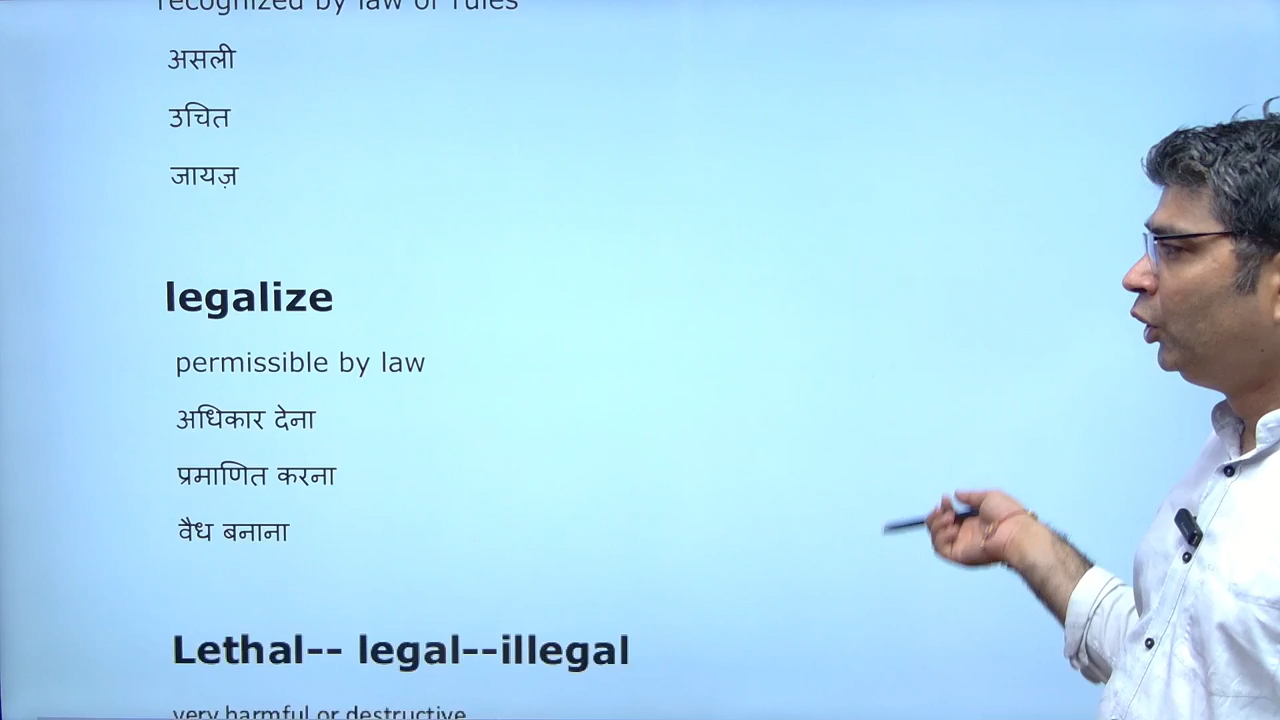 recognized by law or rules
असली
उचित
जायज़
legalize
permissible by law
अधिकार देना
प्रमाणित करना
वैध बनाना
Lethal-- legal--illegal
very harmful or destructive